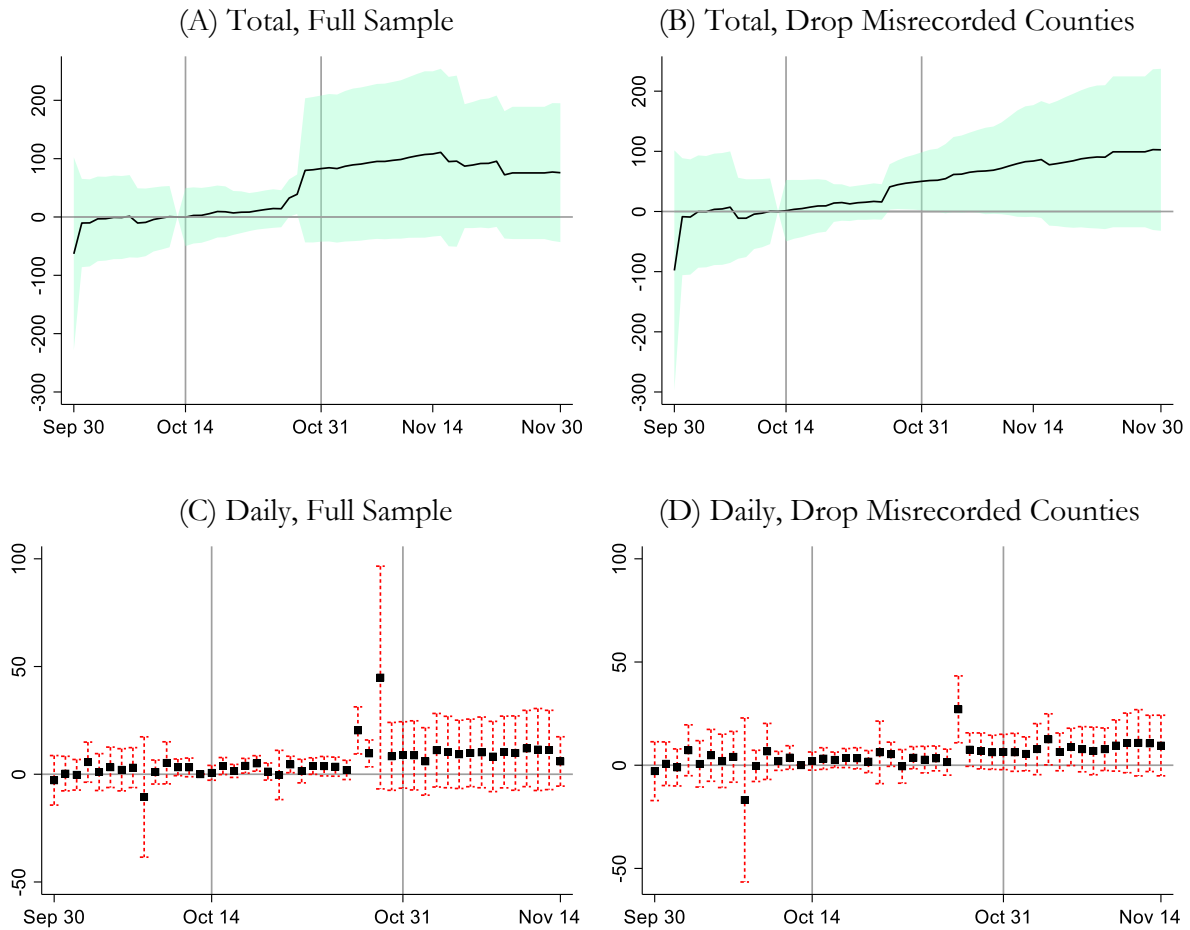 (A) Total, Full Sample
200
100
0
-100
-200
-300
Sep 30 Oct 14 Oct 31 Nov 14 Nov 30
(B) Total, Drop Misrecorded Counties
200
100
0
-100
-200
-300
Sep 30 Oct 14 Oct 31 Nov 14 Nov 30
(C) Daily, Full Sample
100
50
0
-50
Sep 30 Oct 14 Oct 31 Nov 14
(D) Daily, Drop Misrecorded Counties
100
50
0
-50
Sep 30 Oct 14 Oct 31 Nov 14